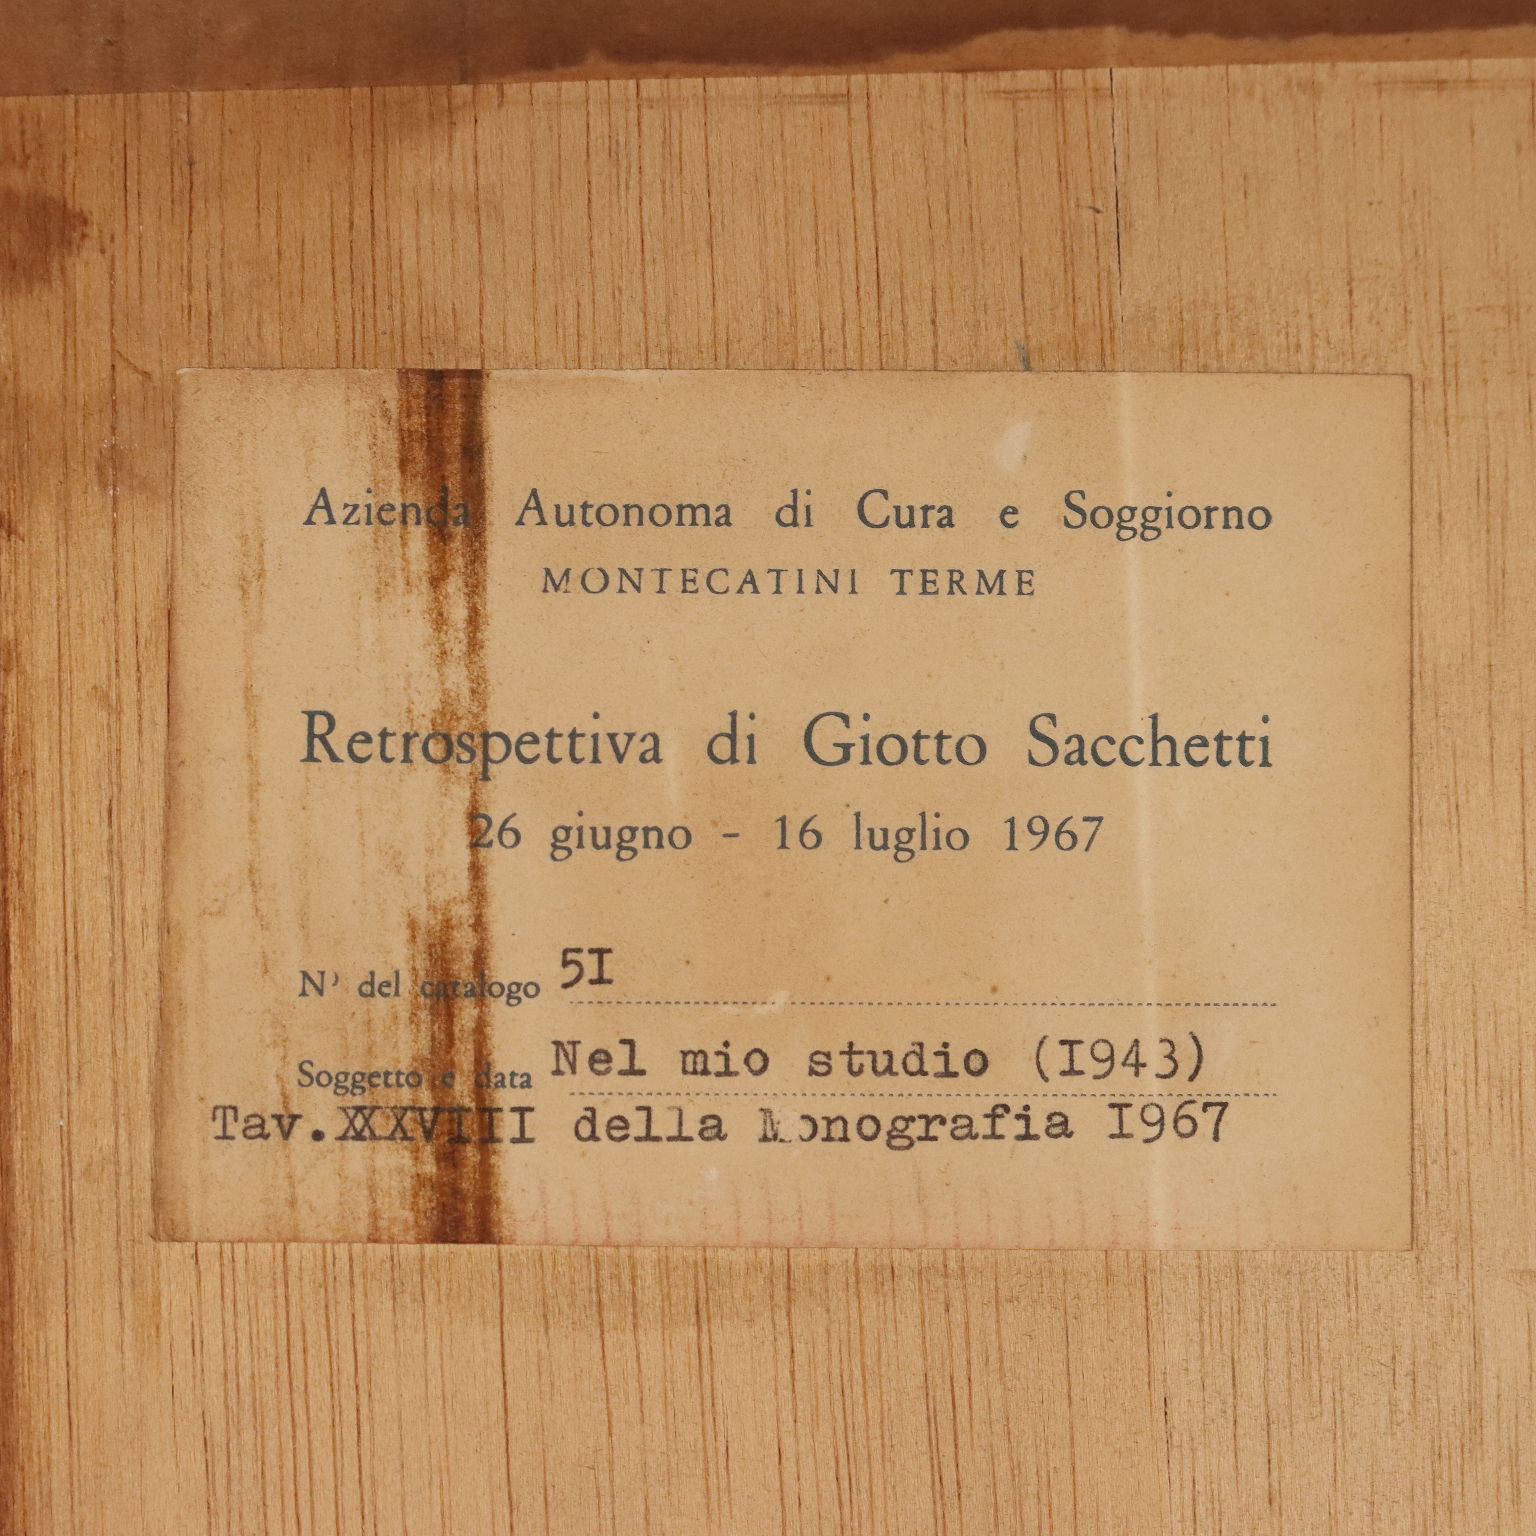 Azienda Autonoma di Cura e Soggiorno
MONTECATINI TERME
Retrospettiva di Giotto Sacchetti
26 giugno - 16 luglio 1967
N° del catalogo 5I
Soggetto e data Nel mio studio (I943)
Tav.XXXVIII della Monografia I967